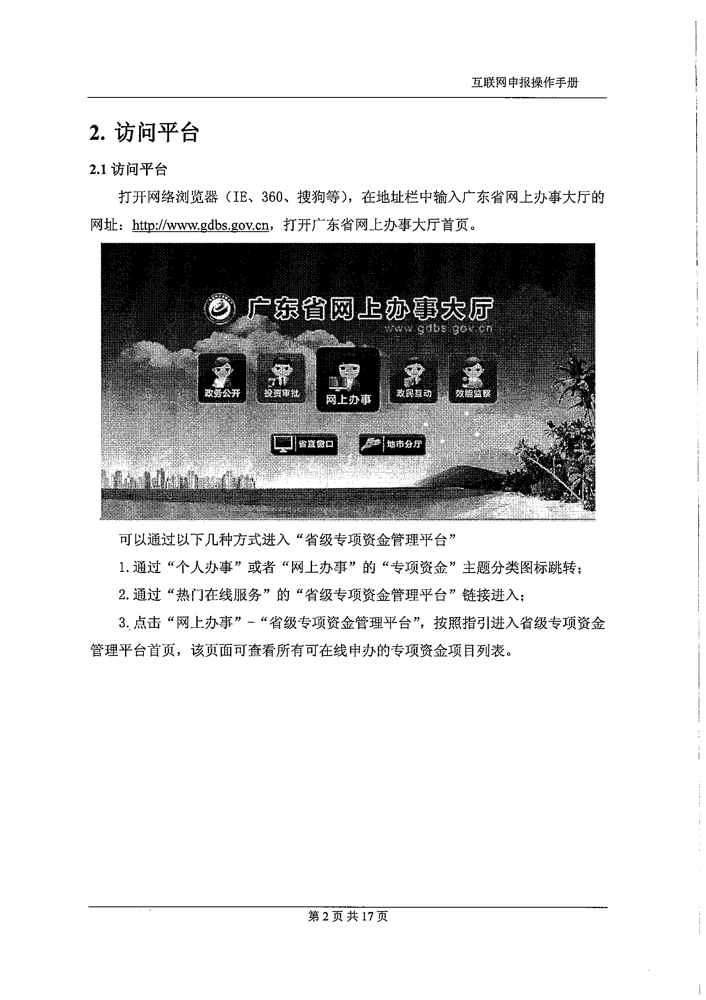 互联网申报操作手册
2. 访问平台
2.1 访问平台
打开网络浏览器（IE、360、搜狗等），在地址栏中输入广东省网上办事大厅的
网址：http://www.gdbs.gov.cn，打开广东省网上办事大厅首页。
广东省网上办事大厅
www.gdbs.gov.cn
政务公开 投资审批 网上办事 政民互动 效能监察
省直窗口 地市分厅
可以通过以下几种方式进入“省级专项资金管理平台”
1.通过“个人办事”或者“网上办事”的“专项资金”主题分类图标跳转；
2.通过“热门在线服务”的“省级专项资金管理平台”链接进入；
3.点击“网上办事”-“省级专项资金管理平台”，按照指引进入省级专项资金
管理平台首页，该页面可查看所有可在线申办的专项资金项目列表。
第 2 页 共 17 页